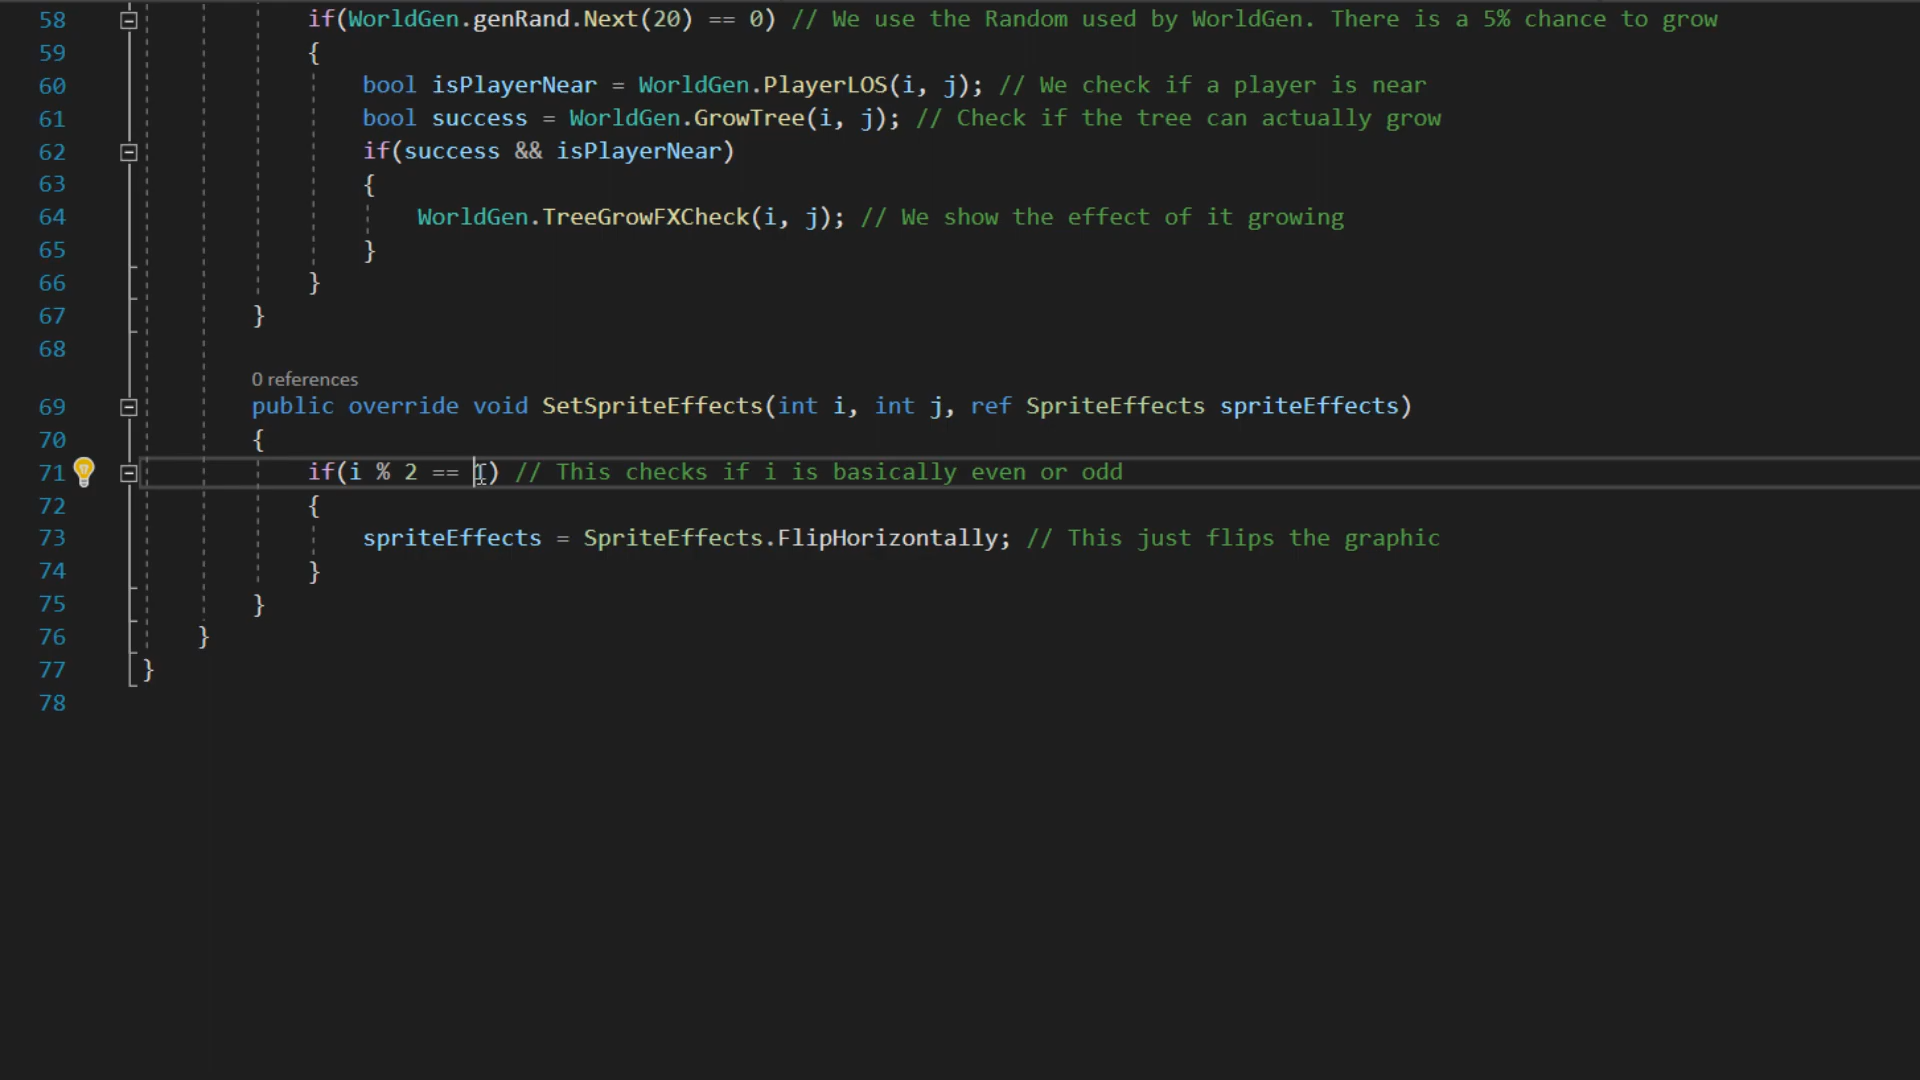 58 if(WorldGen.genRand.Next(20) == 0) // We use the Random used by WorldGen. There is a 5% chance to grow
59 {
60 bool isPlayerNear = WorldGen.PlayerLOS(i, j); // We check if a player is near
61 bool success = WorldGen.GrowTree(i, j); // Check if the tree can actually grow
62 if(success && isPlayerNear)
63 {
64 WorldGen.TreeGrowFXCheck(i, j); // We show the effect of it growing
65 }
66 }
67 }
68
0 references
69 public override void SetSpriteEffects(int i, int j, ref SpriteEffects spriteEffects)
70 {
71 if(i % 2 == ) // This checks if i is basically even or odd
72 {
73 spriteEffects = SpriteEffects.FlipHorizontally; // This just flips the graphic
74 }
75 }
76 }
77 }
78